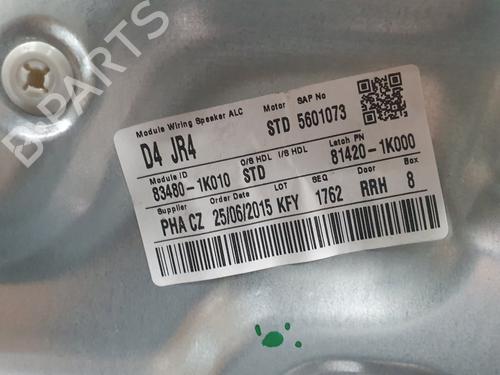 B-PARTS
Module Wiring Speaker ALC Motor SAP No
D4 JR4 STD 5601073
Module ID O/S HDL I/S HDL Latch PN
83480-1K010 STD 81420-1K000
Supplier Order Date LOT SEQ Door Box
PHA CZ 25/06/2015 KFY 1762 RRH 8